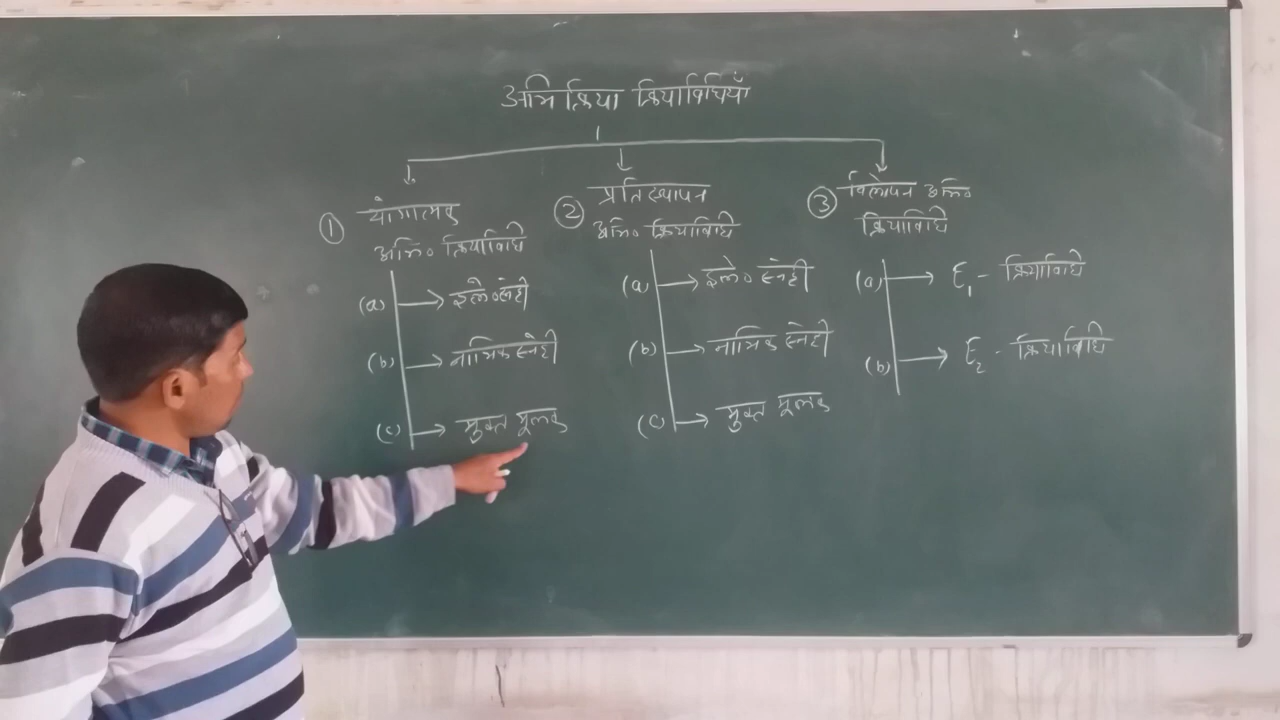 अभिक्रिया क्रियाविधियाँ
① योगात्मक
अभि० क्रियाविधि
(a) → इले०स्नेही
(b) → नाभिक स्नेही
(c) → मुक्त मूलक
② प्रतिस्थापन
अभि० क्रियाविधि
(a) → इले० स्नेही
(b) → नाभिक स्नेही
(c) → मुक्त मूलक
③ विलोपन अभि०
क्रियाविधि
(a) → E₁ - क्रियाविधि
(b) → E₂ - क्रियाविधि